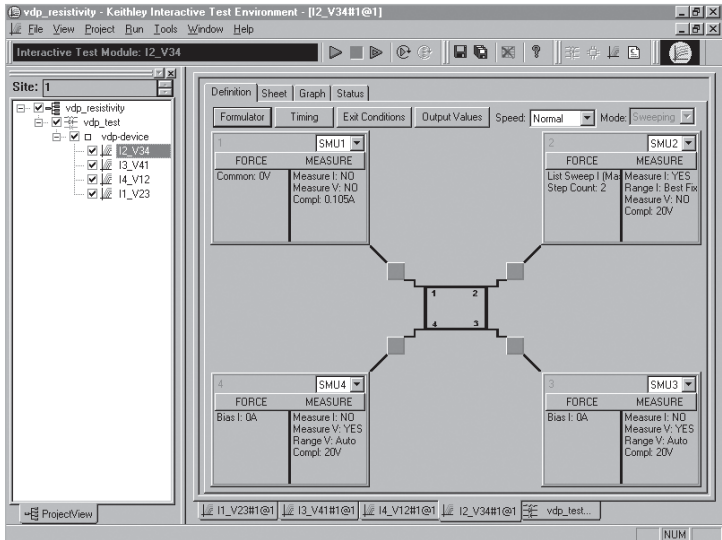 vdp_resistivity - Keithley Interactive Test Environment - [I2_V34#1@1]
File View Project Run Tools Window Help
Interactive Test Module: I2_V34
Site: 1
vdp_resistivity
vdp_test
vdp-device
I2_V34
I3_V41
I4_V12
I1_V23
ProjectView
Definition Sheet Graph Status
Formulator Timing Exit Conditions Output Values Speed: Normal Mode: Sweeping
1 SMU1
FORCE MEASURE
Common: 0V
Measure I: NO
Measure V: NO
Compl: 0.105A
2 SMU2
FORCE MEASURE
List Sweep I (Ma
Step Count: 2
Measure I: YES
Range I: Best Fix
Measure V: NO
Compl: 20V
1 2
4 3
4 SMU4
FORCE MEASURE
Bias I: 0A
Measure I: NO
Measure V: YES
Range V: Auto
Compl: 20V
3 SMU3
FORCE MEASURE
Bias I: 0A
Measure I: NO
Measure V: YES
Range V: Auto
Compl: 20V
I1_V23#1@1 I3_V41#1@1 I4_V12#1@1 I2_V34#1@1 vdp_test...
NUM